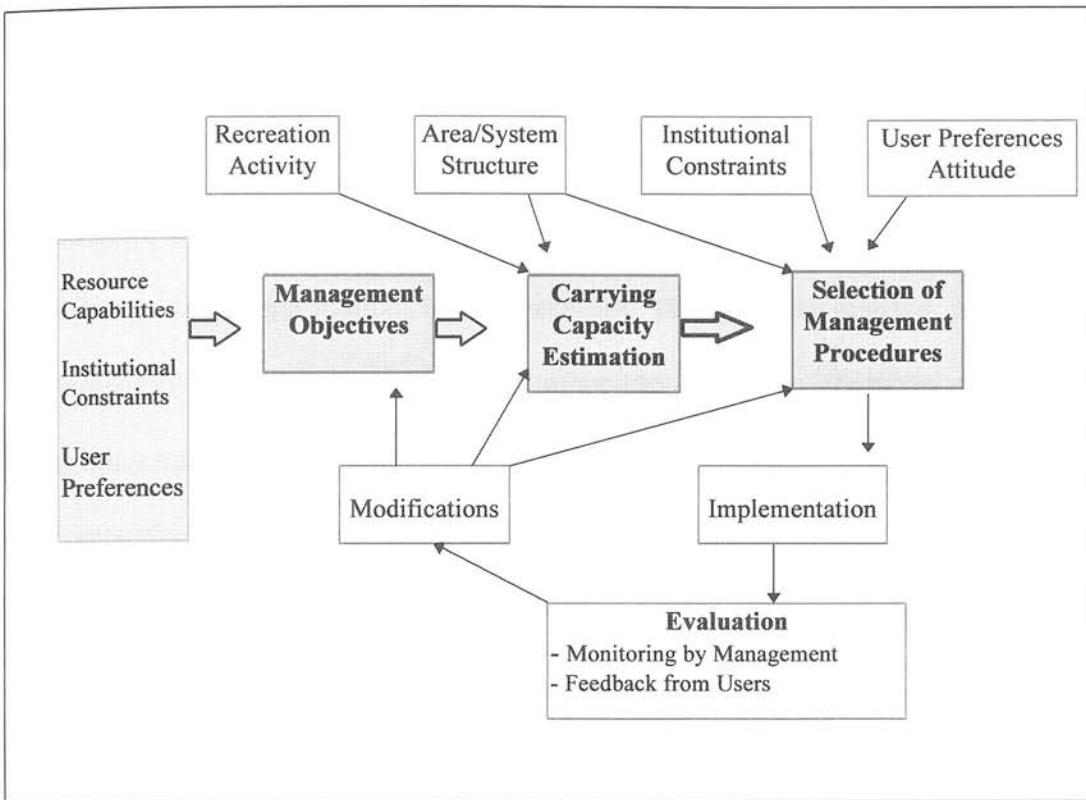 Recreation
Activity
Area/System
Structure
Institutional
Constraints
User Preferences
Attitude
Resource
Capabilities
Institutional
Constraints
User
Preferences
Management
Objectives
Carrying
Capacity
Estimation
Selection of
Management
Procedures
Modifications
Implementation
Evaluation
- Monitoring by Management
- Feedback from Users